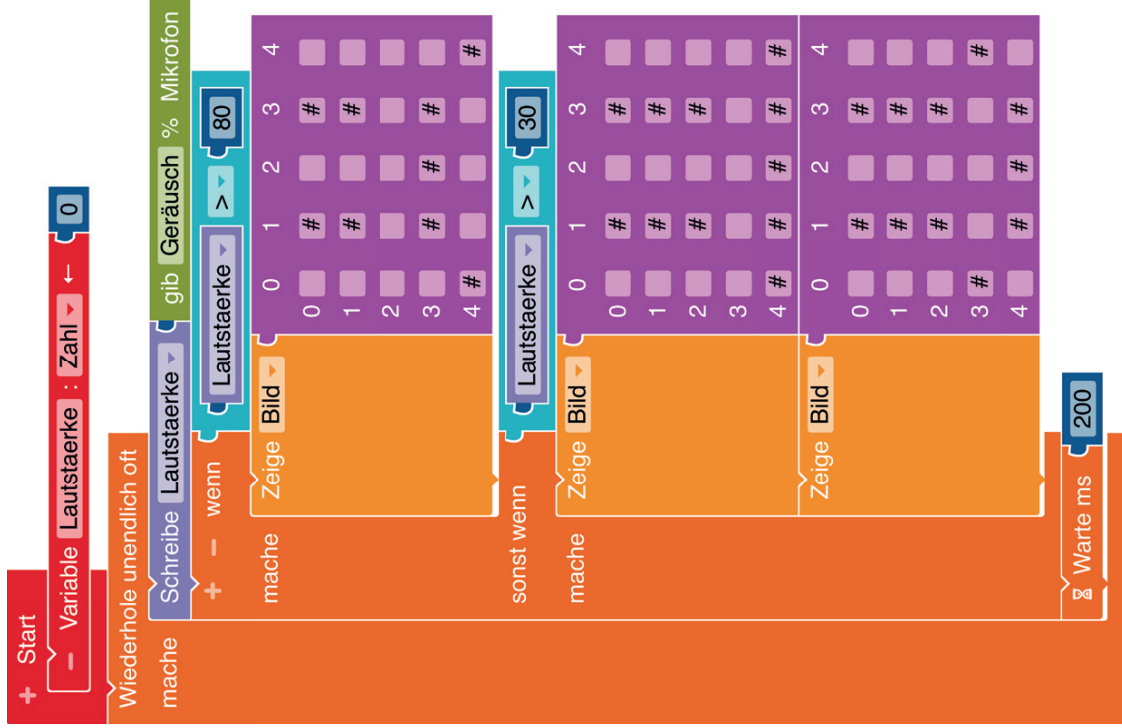 + Start
− Variable Lautstaerke : Zahl ← 0
Wiederhole unendlich oft
mache Schreibe Lautstaerke gib Geräusch % Mikrofon
+ − wenn Lautstaerke > 80
mache Zeige Bild 0 1 2 3 4
0 # #
1 # #
2
3 # # #
4 # #
sonst wenn Lautstaerke > 30
mache Zeige Bild 0 1 2 3 4
0 # #
1 # #
2 # #
3
4 # # # # #
Zeige Bild 0 1 2 3 4
0 # #
1 # #
2 # #
3 # #
4 # # #
Warte ms 200